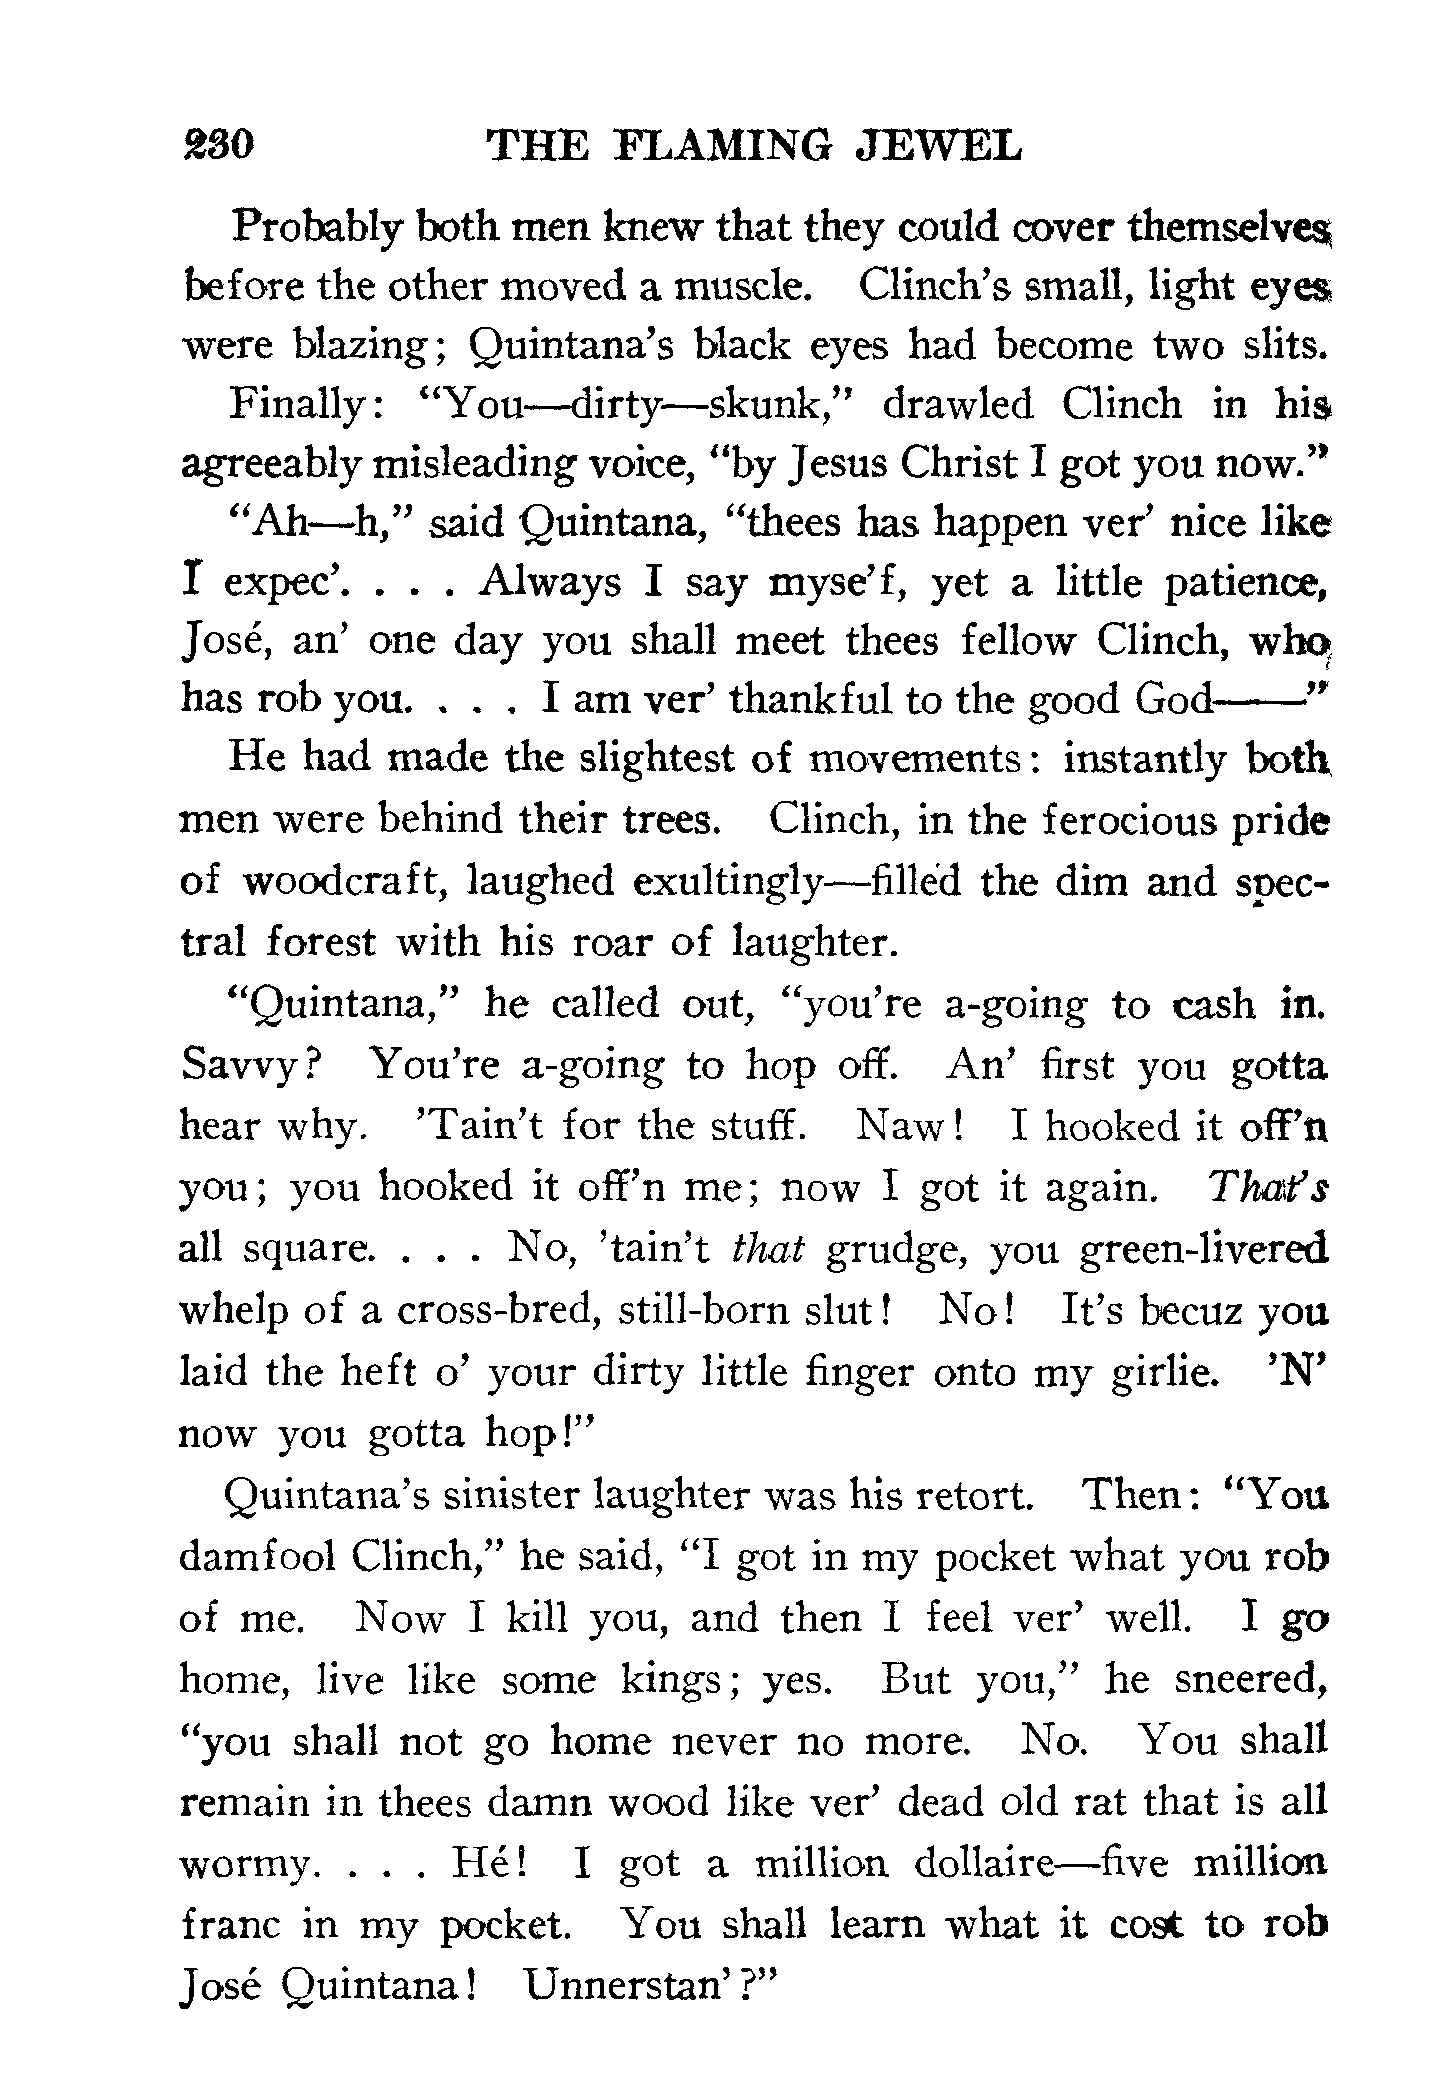 230 THE FLAMING JEWEL
Probably both men knew that they could cover themselves
before the other moved a muscle. Clinch's small, light eyes
were blazing; Quintana's black eyes had become two slits.
Finally: “You—dirty—skunk,” drawled Clinch in his
agreeably misleading voice, “by Jesus Christ I got you now.”
“Ah—h,” said Quintana, “thees has happen ver’ nice like
I expec’. . . . Always I say myse’f, yet a little patience,
José, an’ one day you shall meet thees fellow Clinch, who
has rob you. . . . I am ver’ thankful to the good God——”
He had made the slightest of movements: instantly both
men were behind their trees. Clinch, in the ferocious pride
of woodcraft, laughed exultingly—filled the dim and spec-
tral forest with his roar of laughter.
“Quintana,” he called out, “you’re a-going to cash in.
Savvy? You’re a-going to hop off. An’ first you gotta
hear why. ’Tain’t for the stuff. Naw! I hooked it off’n
you; you hooked it off’n me; now I got it again. That’s
all square. . . . No, ’tain’t that grudge, you green-livered
whelp of a cross-bred, still-born slut! No! It’s becuz you
laid the heft o’ your dirty little finger onto my girlie. ’N’
now you gotta hop!”
Quintana’s sinister laughter was his retort. Then: “You
damfool Clinch,” he said, “I got in my pocket what you rob
of me. Now I kill you, and then I feel ver’ well. I go
home, live like some kings; yes. But you,” he sneered,
“you shall not go home never no more. No. You shall
remain in thees damn wood like ver’ dead old rat that is all
wormy. . . . Hé! I got a million dollaire—five million
franc in my pocket. You shall learn what it cost to rob
José Quintana! Unnerstan’?”